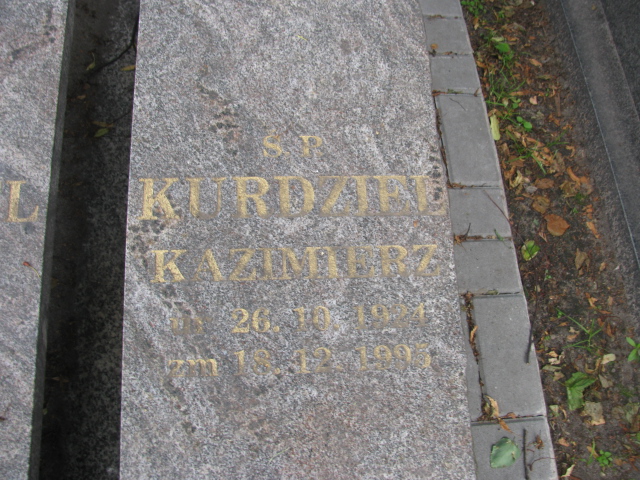 Ś P.
KURDZIEL
KAZIMIERZ
ur 26. 10. 1924
zm 18. 12. 1995